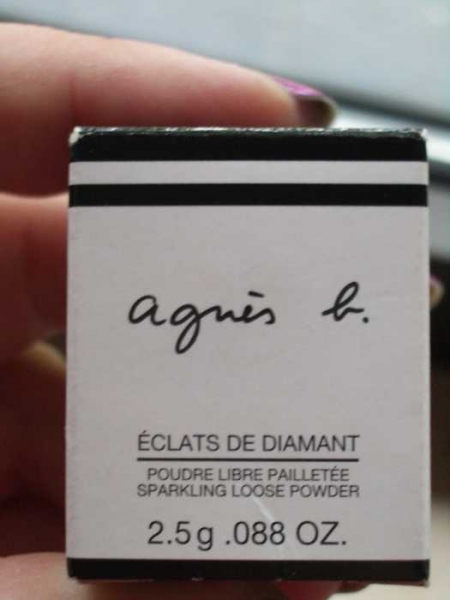 agnès b.
ÉCLATS DE DIAMANT
POUDRE LIBRE PAILLETÉE
SPARKLING LOOSE POWDER
2.5g .088 OZ.